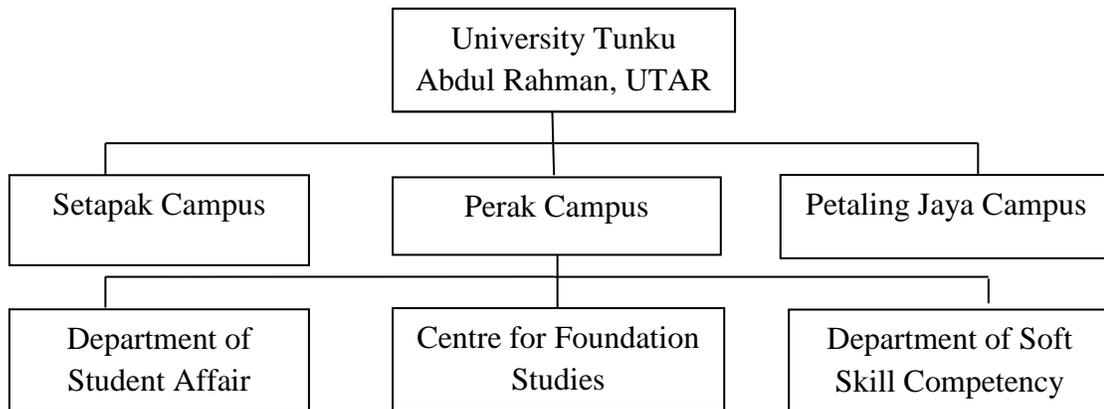 University Tunku
Abdul Rahman, UTAR
Setapak Campus
Perak Campus
Petaling Jaya Campus
Department of
Student Affair
Centre for Foundation
Studies
Department of Soft
Skill Competency